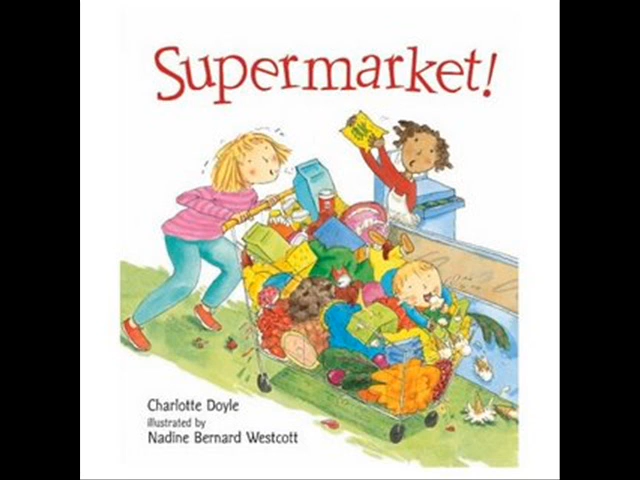 Supermarket!
Charlotte Doyle
illustrated by
Nadine Bernard Westcott